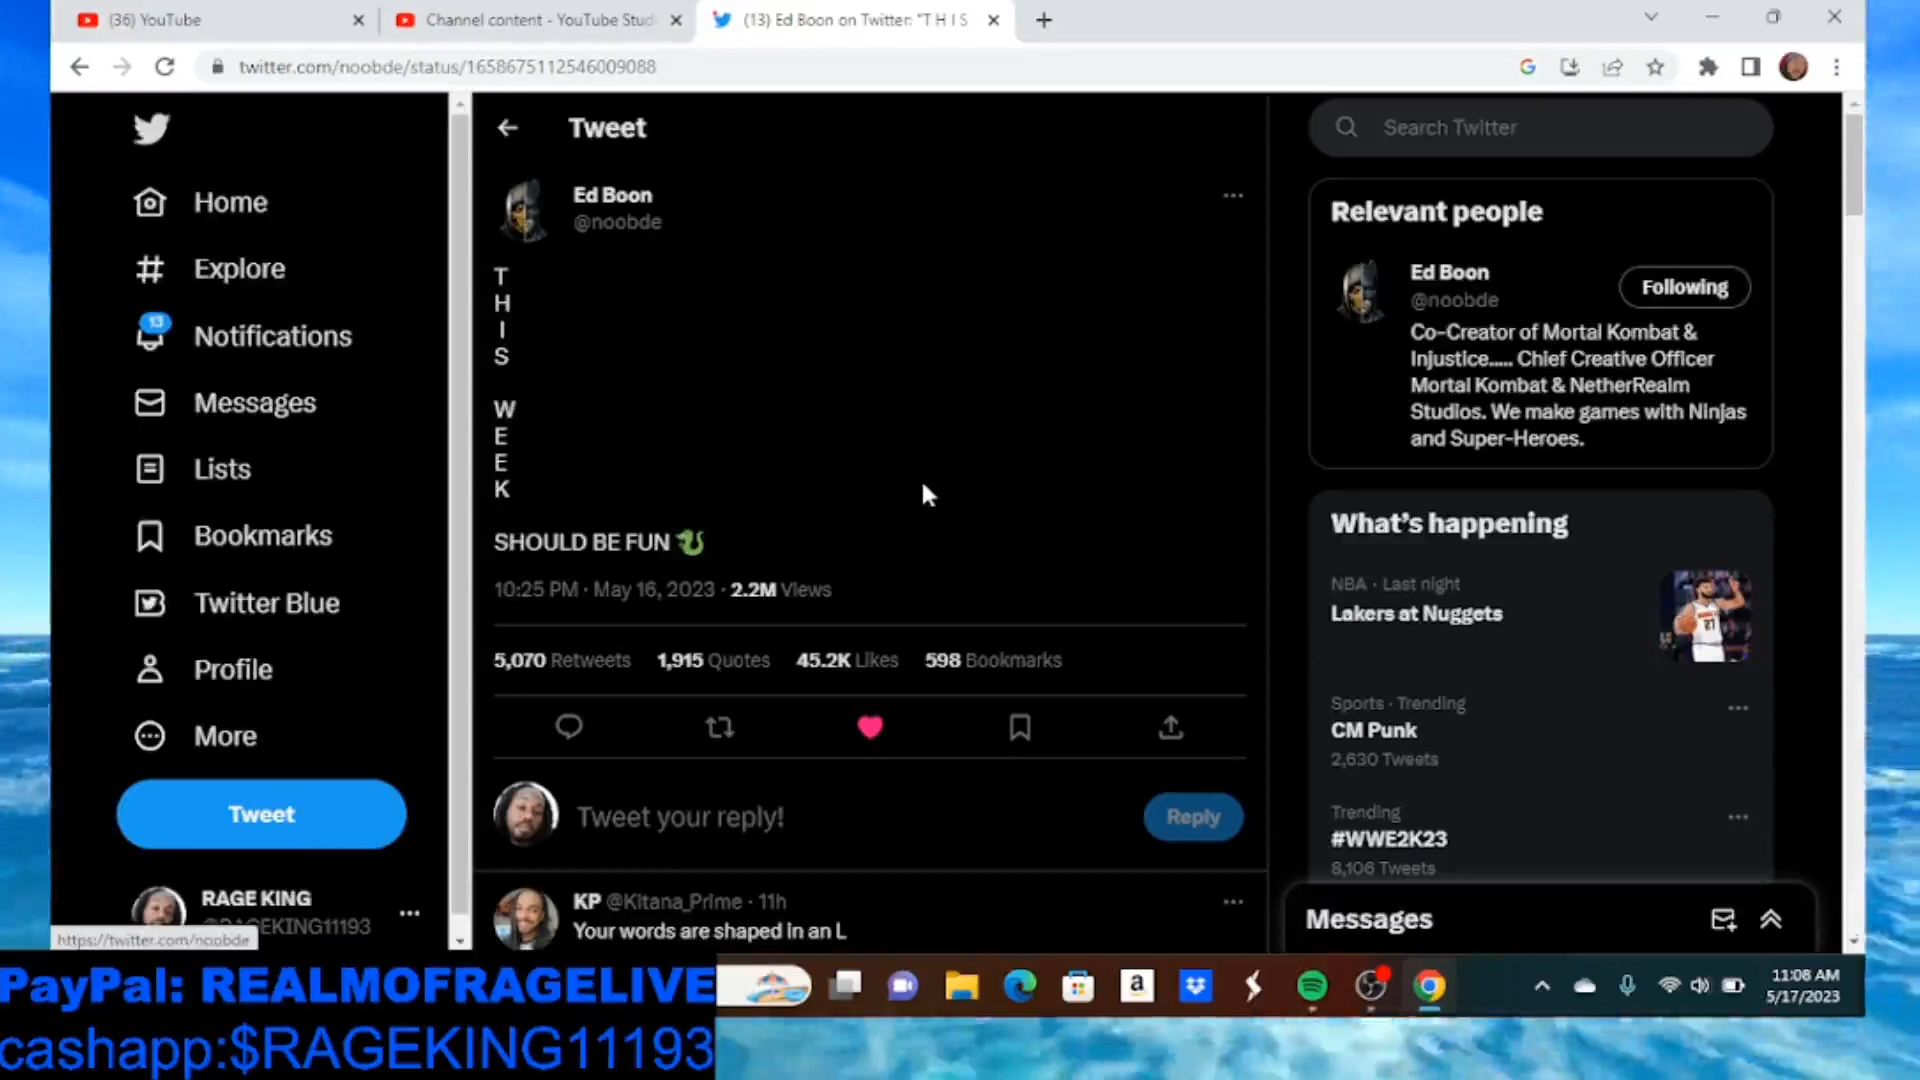 (36) YouTube
Channel content - YouTube Stud
(13) Ed Boon on Twitter: "T H I S
twitter.com/noobde/status/1658675112546009088
Home
Explore
13
Notifications
Messages
Lists
Bookmarks
Twitter Blue
Profile
More
Tweet
RAGE KING
@RAGEKING11193
https://twitter.com/noobde
Tweet
Ed Boon
@noobde
T
H
I
S
W
E
E
K
SHOULD BE FUN
10:25 PM · May 16, 2023 · 2.2M Views
5,070 Retweets 1,915 Quotes 45.2K Likes 598 Bookmarks
Tweet your reply!
Reply
KP @Kitana_Prime · 11h
Your words are shaped in an L
Search Twitter
Relevant people
Ed Boon
@noobde
Following
Co-Creator of Mortal Kombat &
Injustice..... Chief Creative Officer
Mortal Kombat & NetherRealm
Studios. We make games with Ninjas
and Super-Heroes.
What's happening
NBA · Last night
Lakers at Nuggets
27
Sports · Trending
CM Punk
2,630 Tweets
Trending
#WWE2K23
8,106 Tweets
Messages
PayPal: REALMOFRAGELIVE
cashapp:$RAGEKING11193
a
11:08 AM
5/17/2023